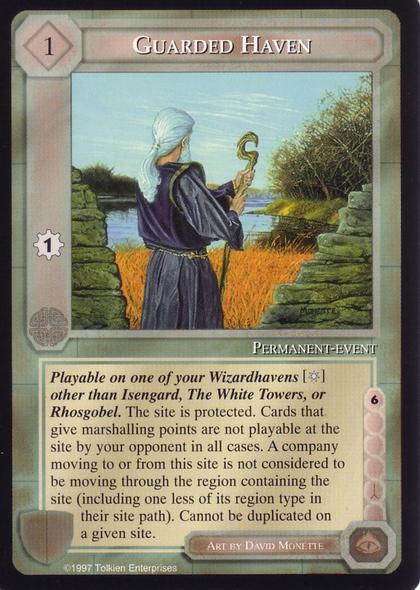 1
GUARDED HAVEN
1
MONETTE
PERMANENT-EVENT
Playable on one of your Wizardhavens [☼]
other than Isengard, The White Towers, or
Rhosgobel. The site is protected. Cards that
give marshalling points are not playable at the
site by your opponent in all cases. A company
moving to or from this site is not considered to
be moving through the region containing the
site (including one less of its region type in
their site path). Cannot be duplicated on
a given site.
6
ART BY DAVID MONETTE
©1997 Tolkien Enterprises